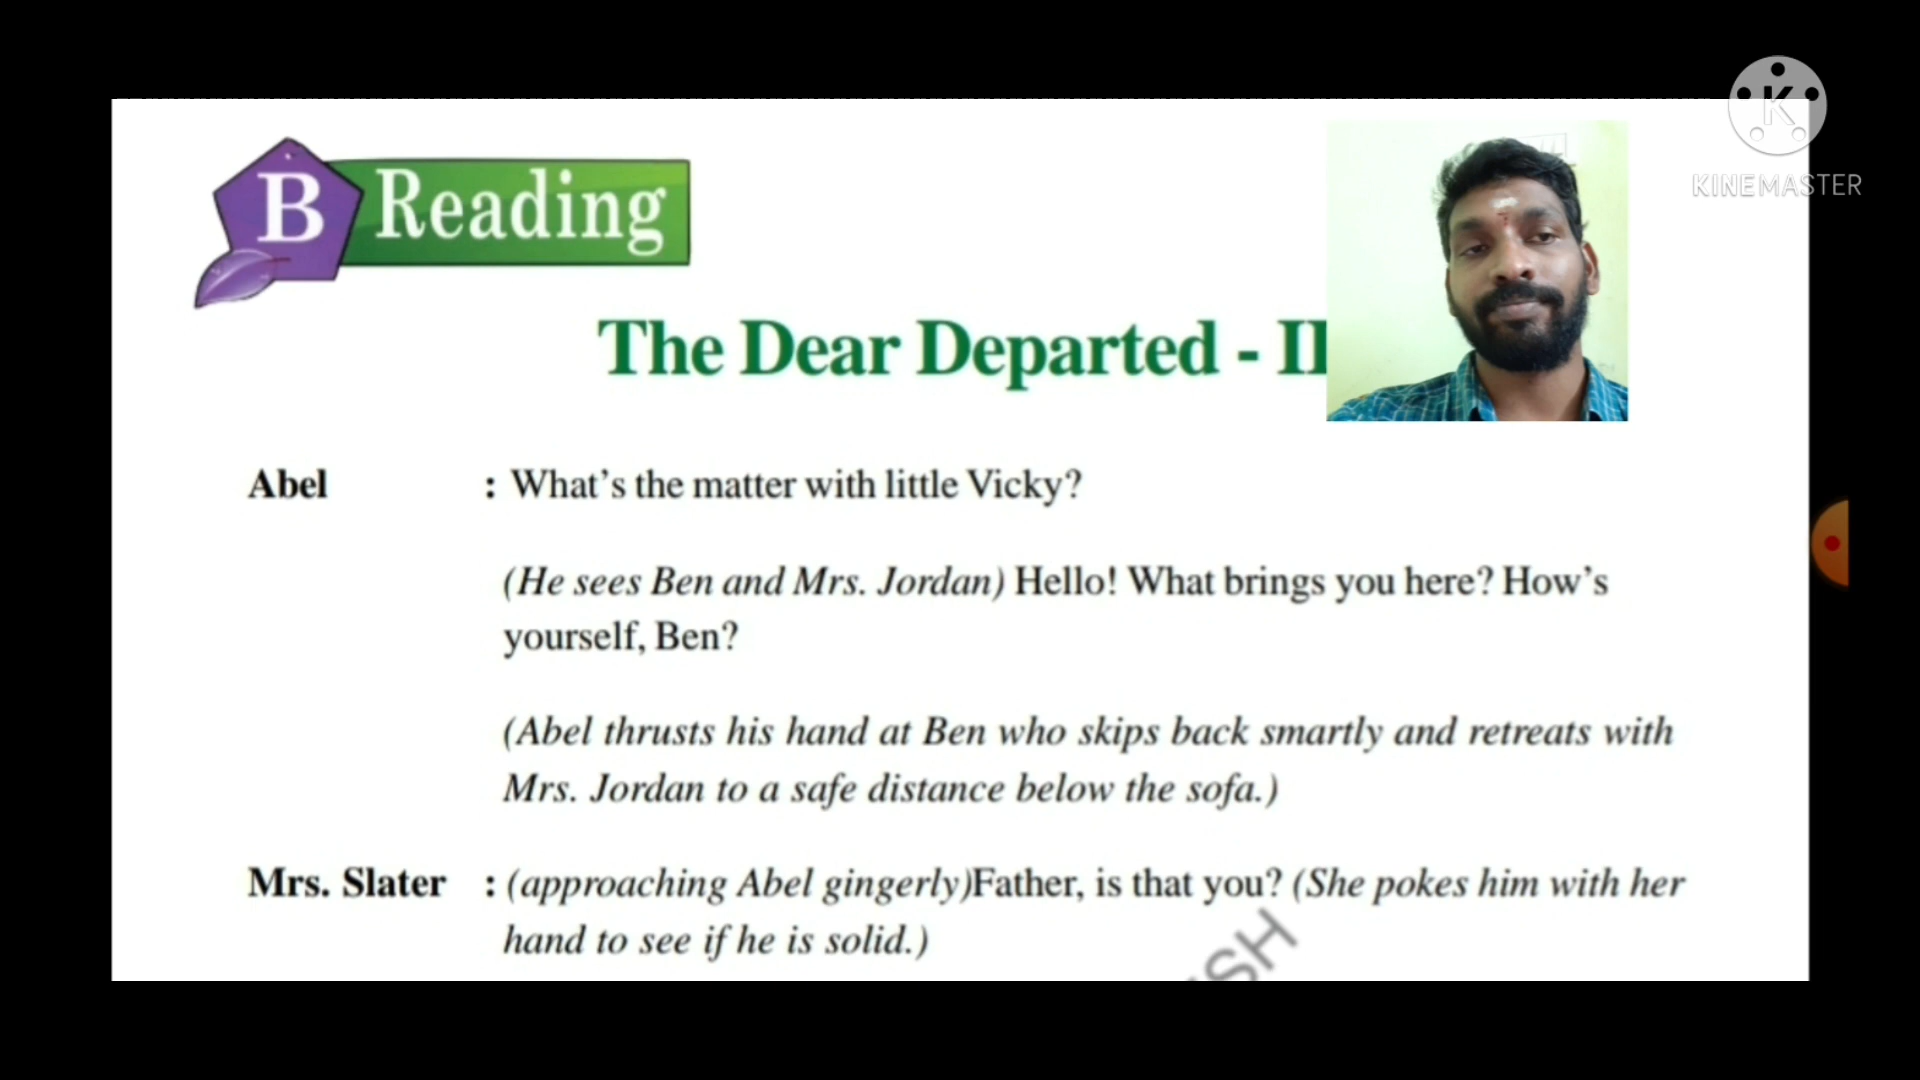 K
KINEMASTER
B Reading
The Dear Departed - II
Abel : What's the matter with little Vicky?
(He sees Ben and Mrs. Jordan) Hello! What brings you here? How's
yourself, Ben?
(Abel thrusts his hand at Ben who skips back smartly and retreats with
Mrs. Jordan to a safe distance below the sofa.)
Mrs. Slater : (approaching Abel gingerly)Father, is that you? (She pokes him with her
hand to see if he is solid.)